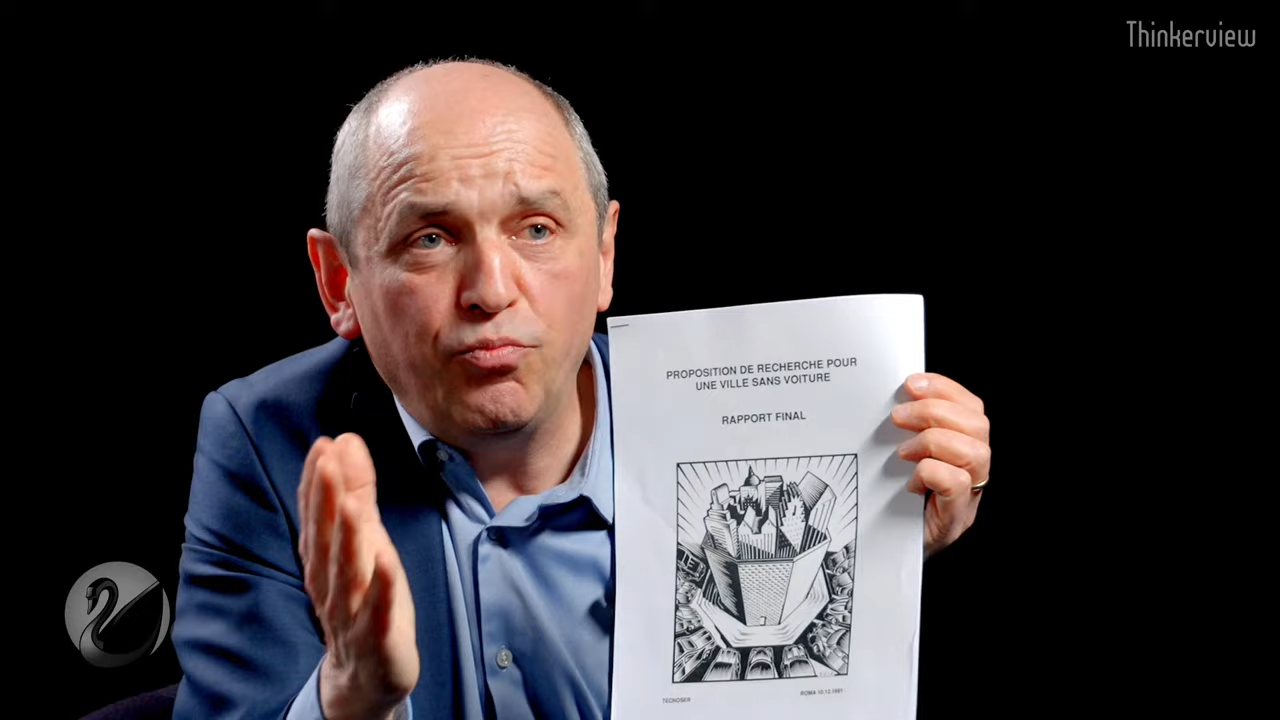 Thinkerview
PROPOSITION DE RECHERCHE POUR
UNE VILLE SANS VOITURE
RAPPORT FINAL
TECNOSER
ROMA 10.12.1991